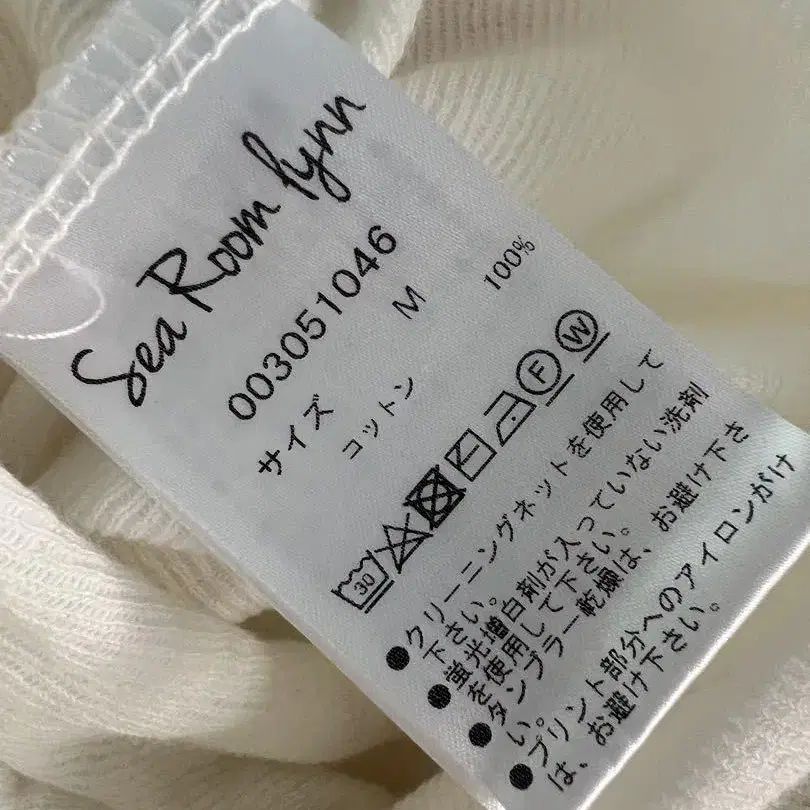 Sea Room lynn
003051046
サイズ M
コットン 100%
30 F W
●クリーニングネットを使用して
下さい。
●蛍光増白剤が入っていない洗剤
を使用して下さい。
●タンブラー乾燥は、お避け下さ
い。
●プリント部分へのアイロンがけ
は、お避け下さい。